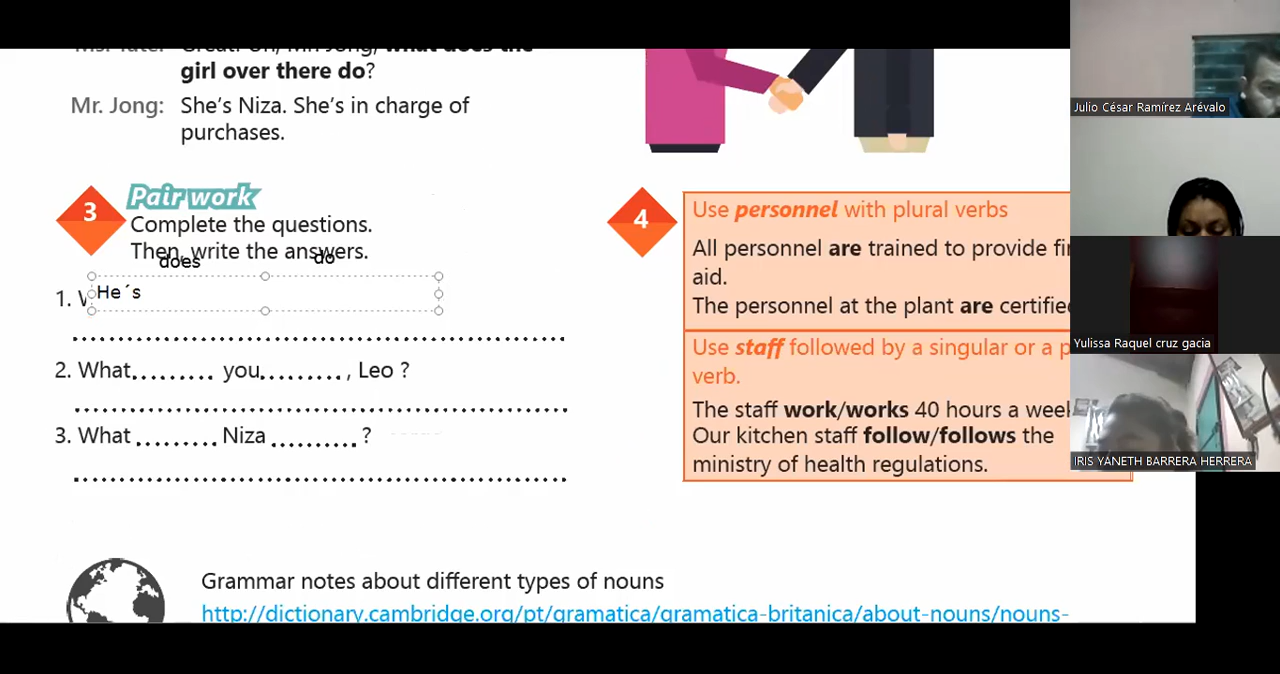 girl over there do?
Mr. Jong: She's Niza. She's in charge of
purchases.
3
Pair work
Complete the questions.
Then, write the answers.
does do
1.
He´s
2. What......... you........., Leo ?
3. What ......... Niza ......... ?
4
Use personnel with plural verbs
All personnel are trained to provide
aid.
The personnel at the plant are
Use staff followed by a singular or a
verb.
The staff work/works 40 hours a
Our kitchen staff follow/follows the
ministry of health regulations.
Grammar notes about different types of nouns
http://dictionary.cambridge.org/pt/gramatica/gramatica-britanica/about-nouns/nouns-
Julio César Ramírez Arévalo
Yulissa Raquel cruz gacia
IRIS YANETH BARRERA HERRERA